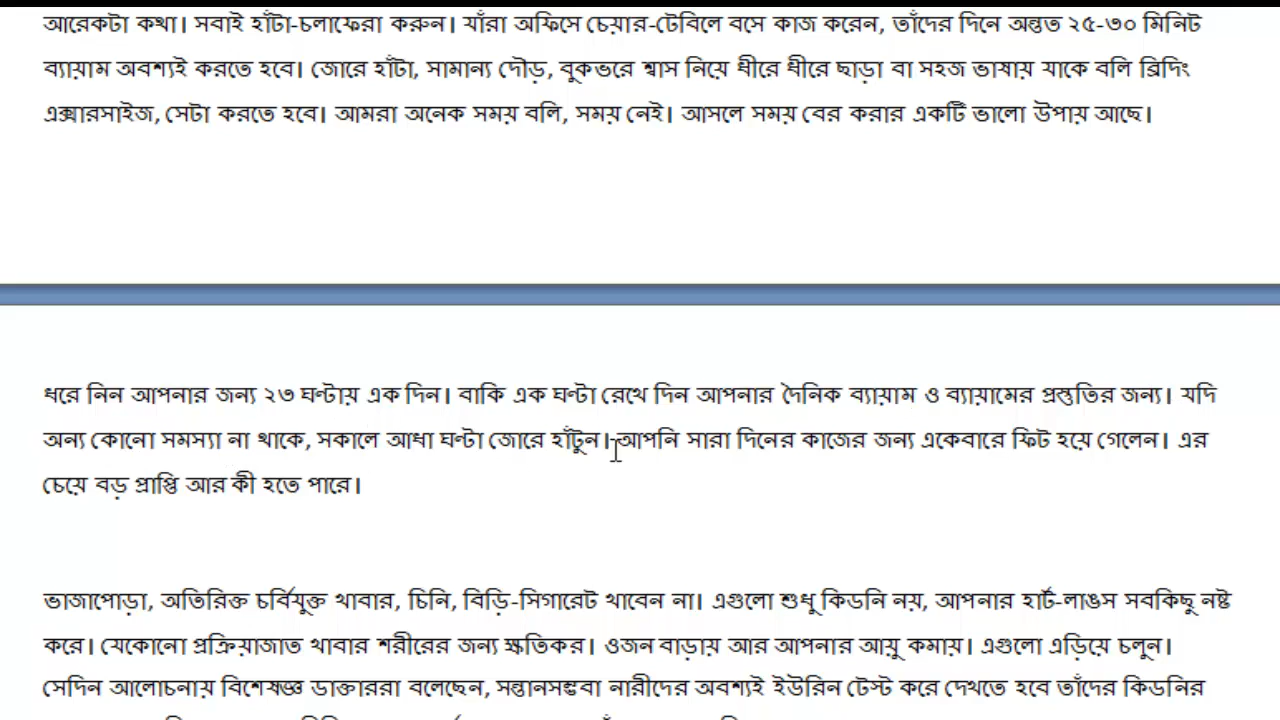 আরেকটা কথা। সবাই হাঁটা-চলাফেরা করুন। যাঁরা অফিসে চেয়ার-টেবিলে বসে কাজ করেন, তাঁদের দিনে অন্তত ২৫-৩০ মিনিট
ব্যায়াম অবশ্যই করতে হবে। জোরে হাঁটা, সামান্য দৌড়, বুকভরে শ্বাস নিয়ে ধীরে ধীরে ছাড়া বা সহজ ভাষায় যাকে বলি ব্রিদিং
এক্সারসাইজ, সেটা করতে হবে। আমরা অনেক সময় বলি, সময় নেই। আসলে সময় বের করার একটি ভালো উপায় আছে।
ধরে নিন আপনার জন্য ২৩ ঘণ্টায় এক দিন। বাকি এক ঘণ্টা রেখে দিন আপনার দৈনিক ব্যায়াম ও ব্যায়ামের প্রস্তুতির জন্য। যদি
অন্য কোনো সমস্যা না থাকে, সকালে আধা ঘণ্টা জোরে হাঁটুন। আপনি সারা দিনের কাজের জন্য একেবারে ফিট হয়ে গেলেন। এর
চেয়ে বড় প্রাপ্তি আর কী হতে পারে।
ভাজাপোড়া, অতিরিক্ত চর্বিযুক্ত খাবার, চিনি, বিড়ি-সিগারেট খাবেন না। এগুলো শুধু কিডনি নয়, আপনার হার্ট-লাঙস সবকিছু নষ্ট
করে। যেকোনো প্রক্রিয়াজাত খাবার শরীরের জন্য ক্ষতিকর। ওজন বাড়ায় আর আপনার আয়ু কমায়। এগুলো এড়িয়ে চলুন।
সেদিন আলোচনায় বিশেষজ্ঞ ডাক্তাররা বলেছেন, সন্তানসম্ভবা নারীদের অবশ্যই ইউরিন টেস্ট করে দেখতে হবে তাঁদের কিডনির